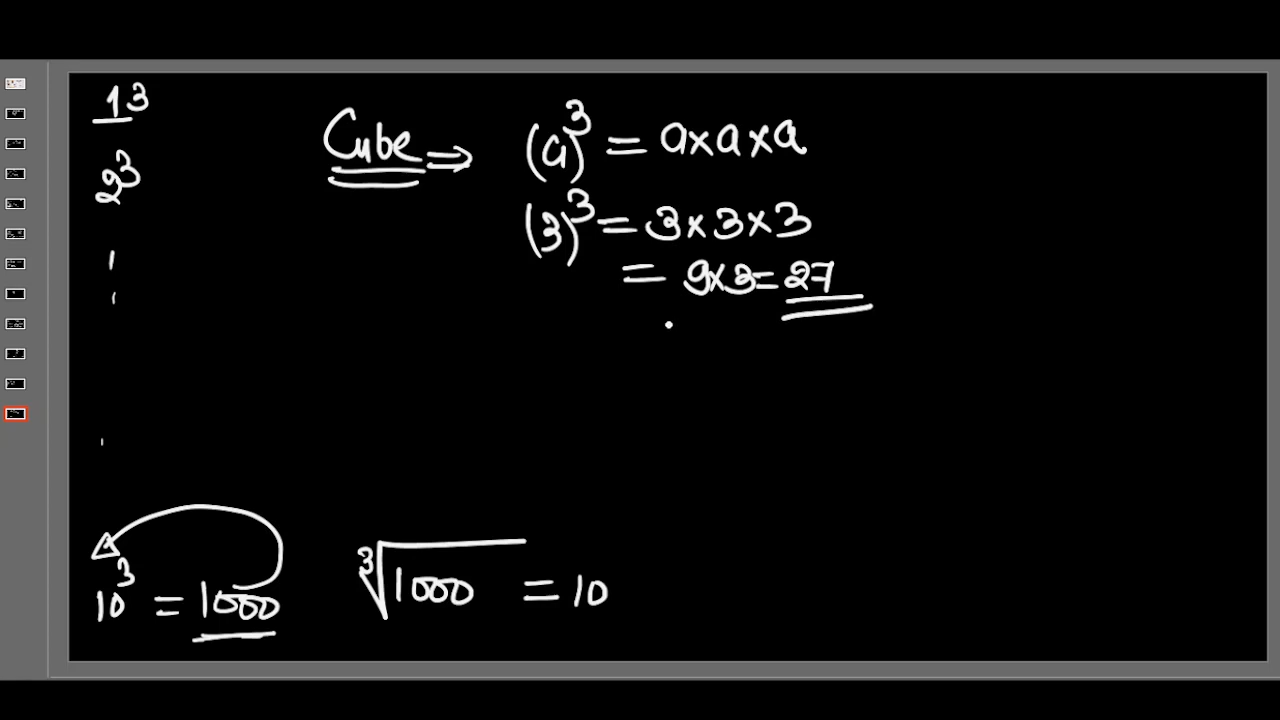 1³
2³
Cube ⇒ (a)³ = a×a×a
(3)³ = 3×3×3
= 9×3 = 27
10³ = 1000
∛1000 = 10